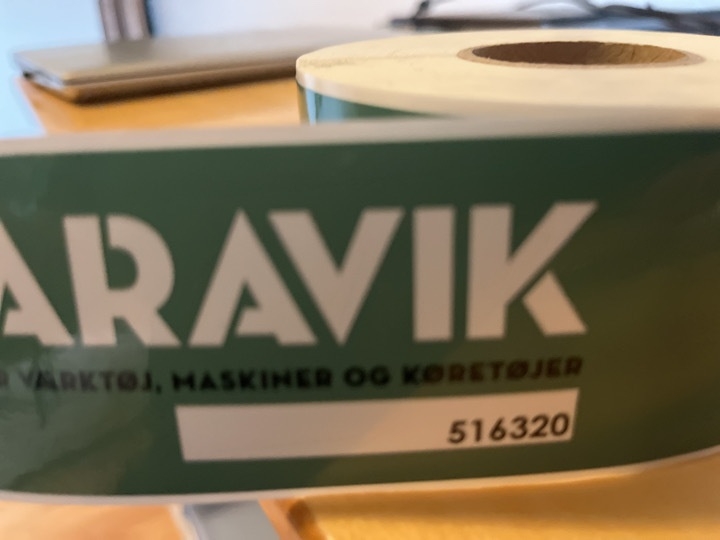 ARAVIK
R VÆRKTØJ, MASKINER OG KØRETØJER
516320